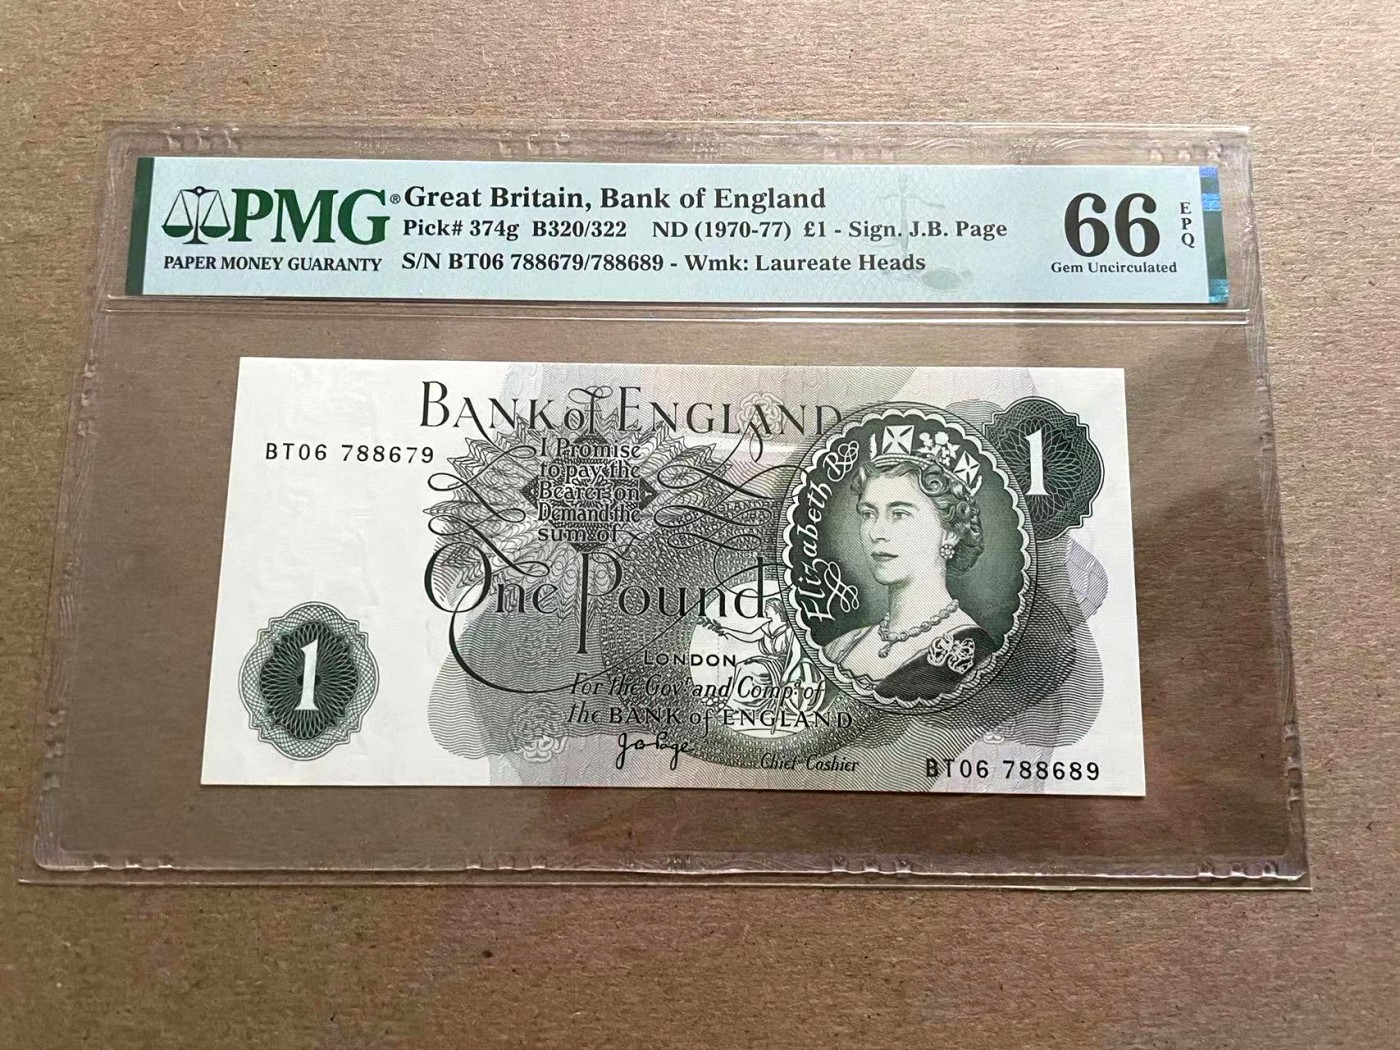 PMG®
PAPER MONEY GUARANTY
Great Britain, Bank of England
Pick# 374g B320/322 ND (1970-77) £1 - Sign. J.B. Page
S/N BT06 788679/788689 - Wmk: Laureate Heads
66
EPQ
Gem Uncirculated
BANK of ENGLAND
BT06 788679
I Promise
to pay the
Bearer on
Demand the
sum of
One Pound
LONDON
For the Govr. and Compa. of
the BANK of ENGLAND
J B Page
Chief Cashier
Elizabeth R
1
1
BT06 788689